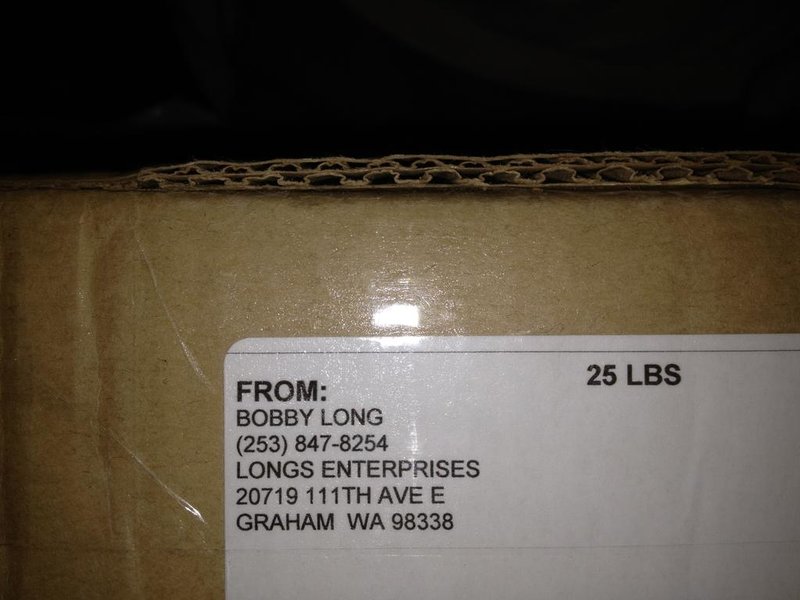 25 LBS
FROM:
BOBBY LONG
(253) 847-8254
LONGS ENTERPRISES
20719 111TH AVE E
GRAHAM WA 98338